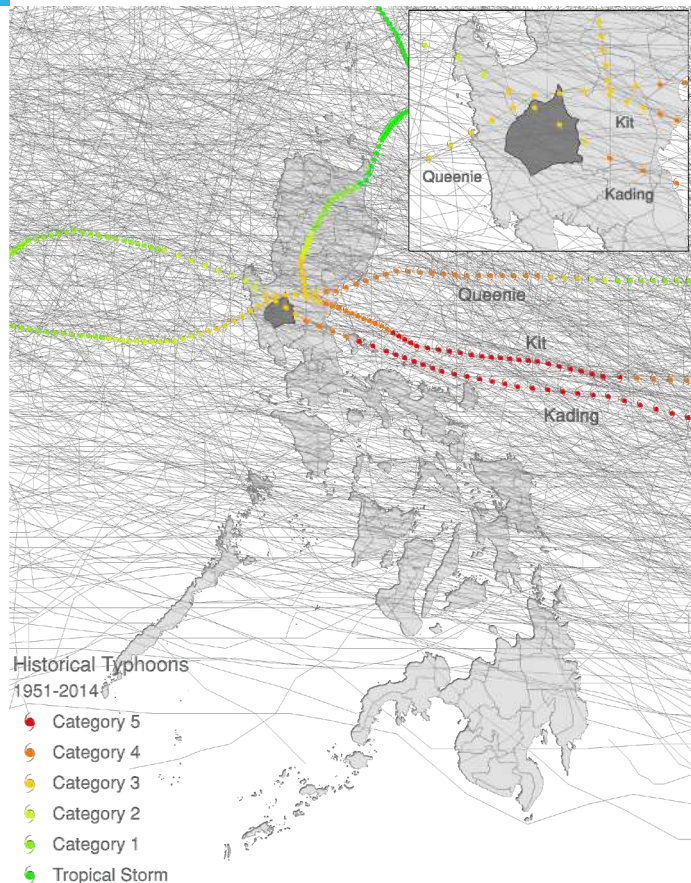 Kit
Queenie
Kading
Queenie
Kit
Kading
Historical Typhoons
1951-2014
Category 5
Category 4
Category 3
Category 2
Category 1
Tropical Storm